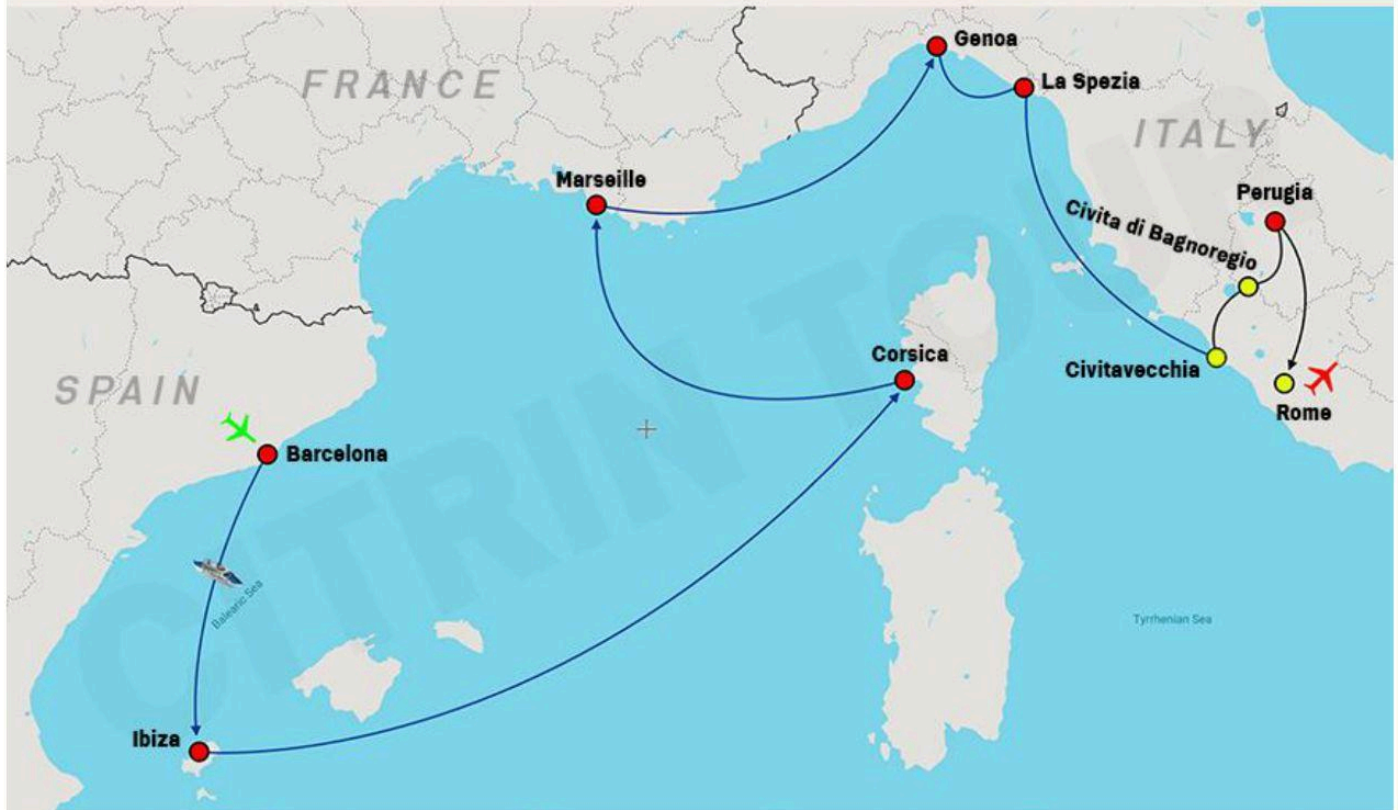 Genoa
La Spezia
FRANCE
ITALY
Marseille
Perugia
Civita di Bagnoregio
Corsica
Civitavecchia
SPAIN
Rome
Barcelona
Balearic Sea
Tyrrhenian Sea
Ibiza
CITRIN TOUR